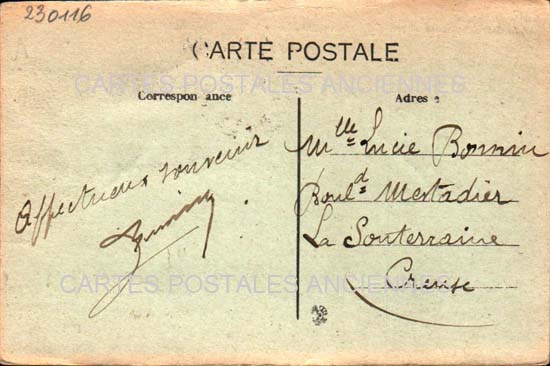 230116
CARTE POSTALE
CARTES POSTALES ANCIENNES
Correspon ance
Adres e
Affectueux souvenir
Mlle Lucie Bonnin
Bould Mestadier
La Souterraine
Creuse
CARTES POSTALES ANCIENNES